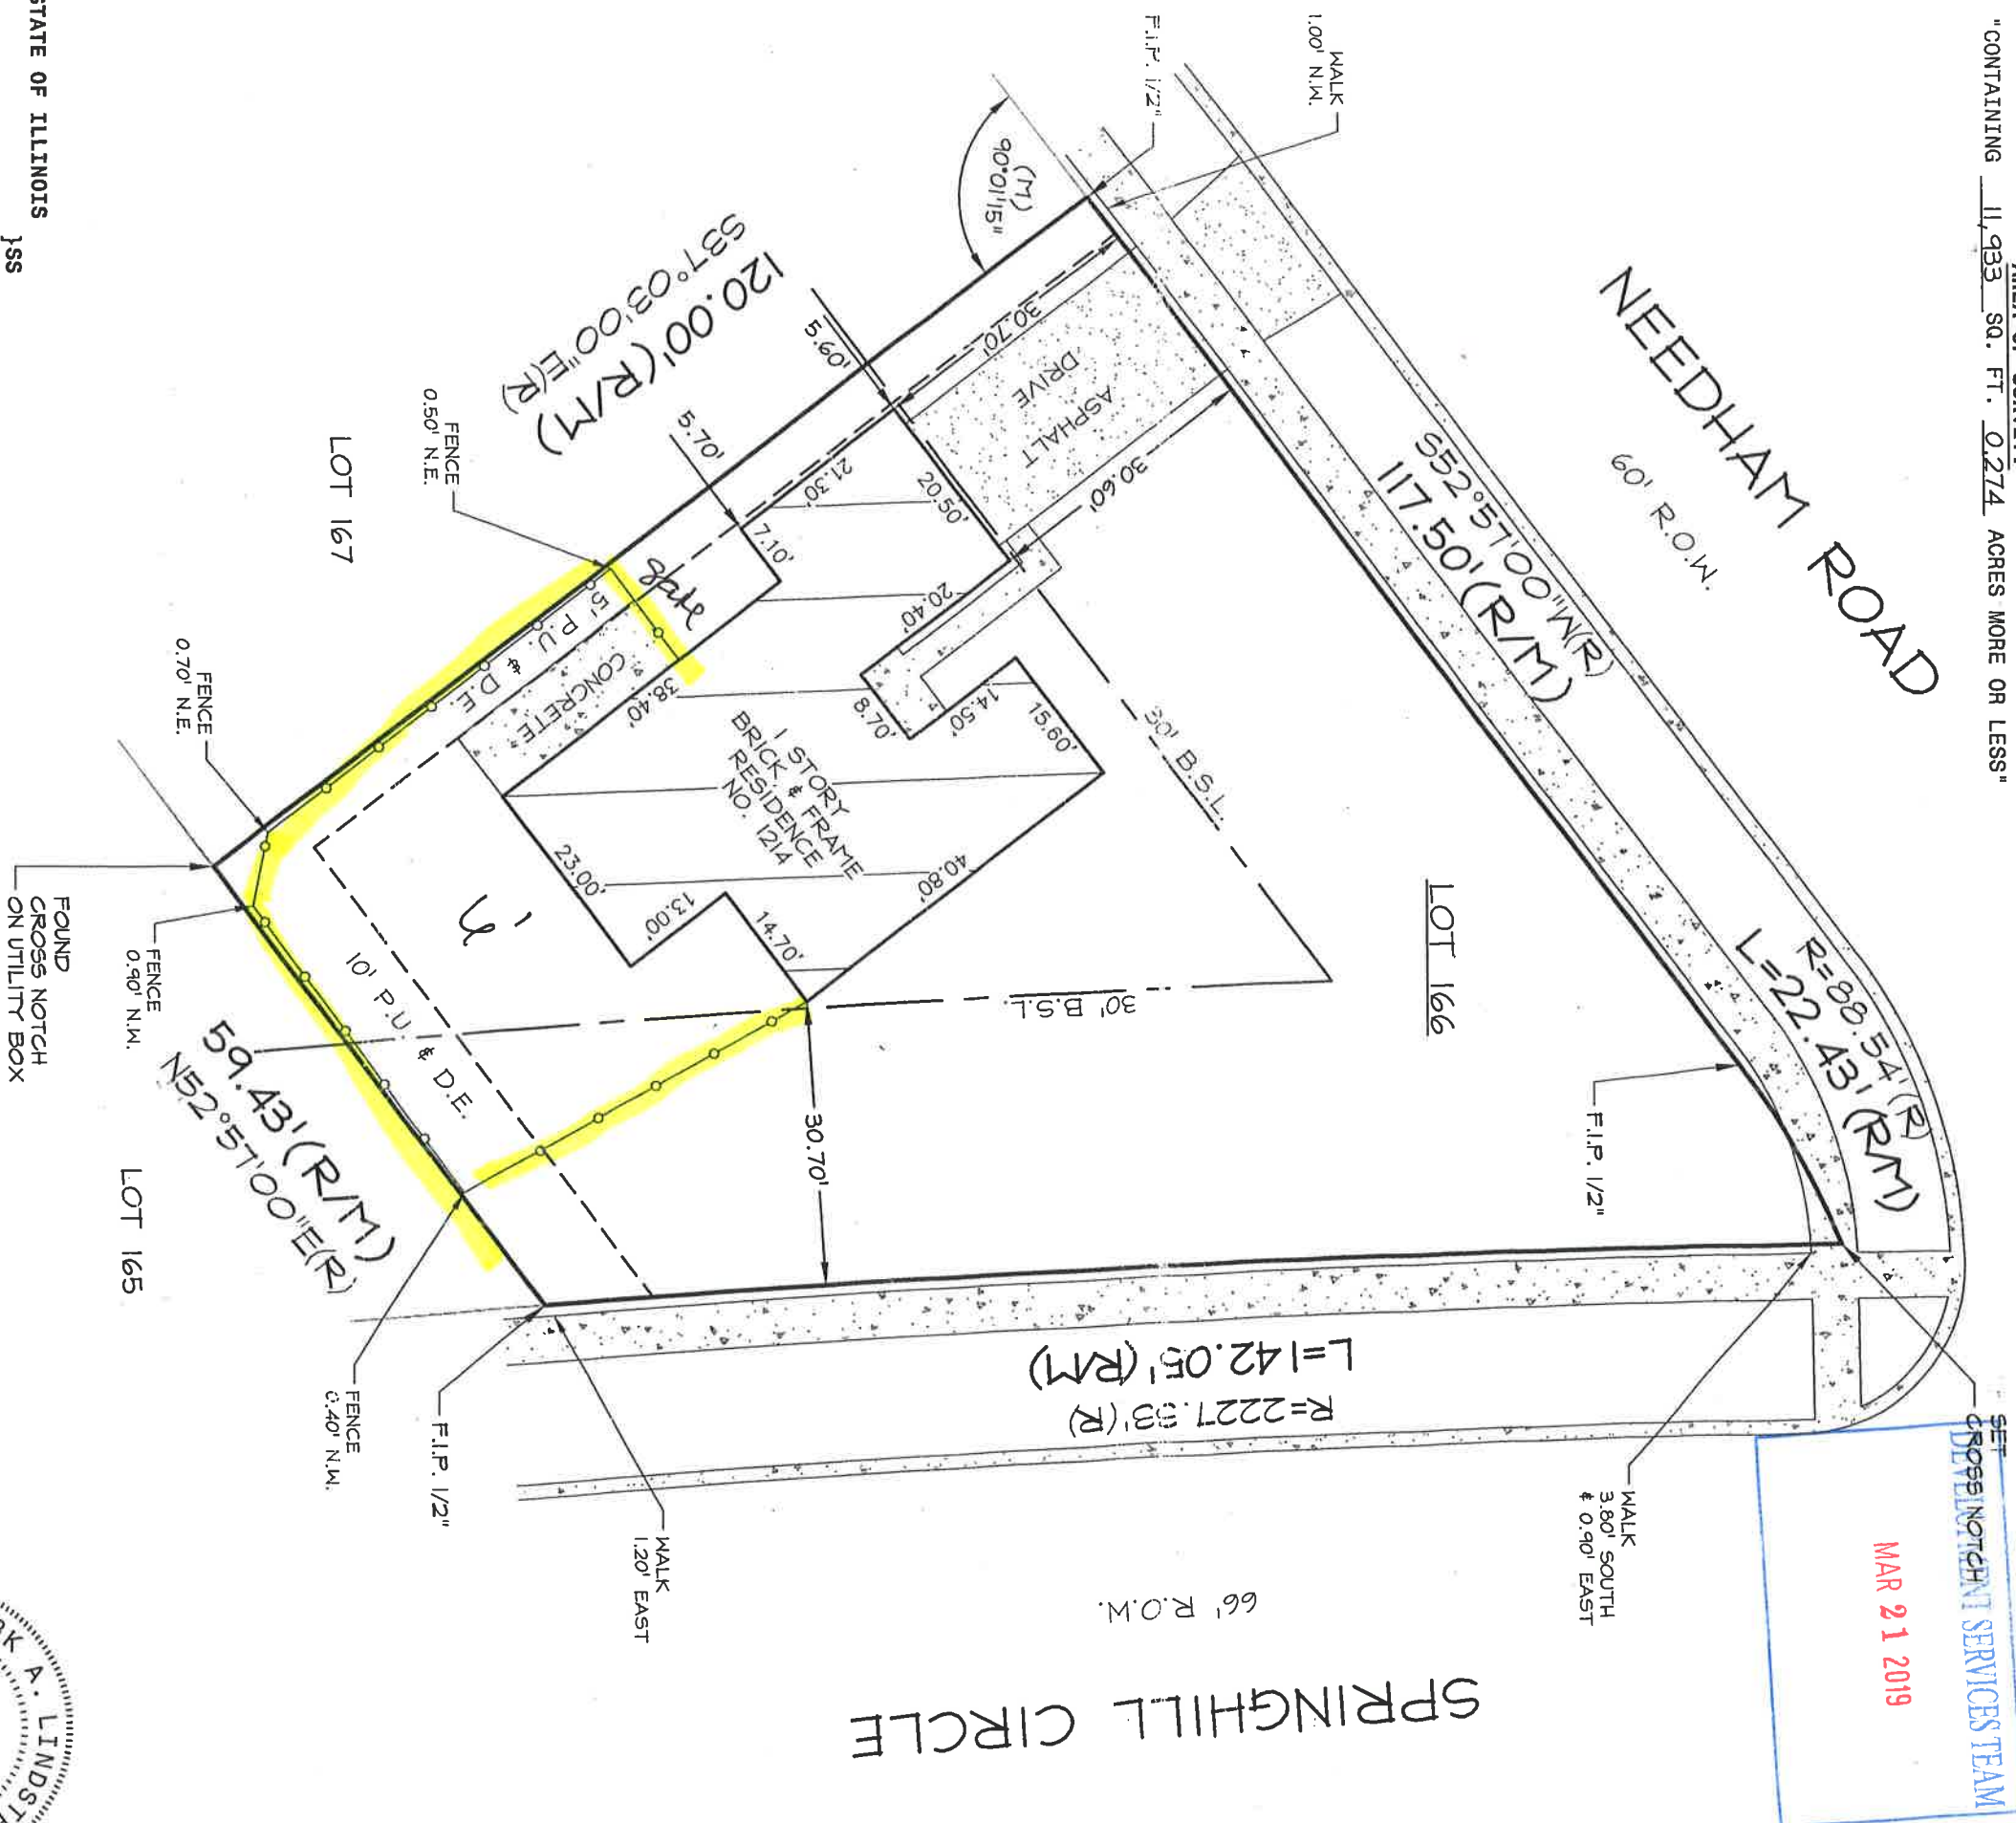 "CONTAINING 11,933 SQ. FT. 0.274 ACRES MORE OR LESS"
NEEDHAM ROAD
60' R.O.W.
S52°57'00"W(R)
117.50'(R/M)
R=88.54'(R)
L=22.43'(RM)
WALK
1.00' N.W.
F.I.P. 1/2"
(M)
90°01'15"
S37°03'00"E(R)
120.00'(R/M)
5.60'
5.70'
30.70'
ASPHALT
DRIVE
30.60'
20.50'
21.30'
7.10'
20.40'
8.70'
14.50'
15.60'
38.40'
40.80'
23.00'
13.00'
14.70'
1 STORY
BRICK & FRAME
RESIDENCE
NO. 1214
CONCRETE
5' P.U. & D.E.
30' B.S.L.
30' B.S.L.
LOT 166
F.I.P. 1/2"
FENCE
0.50' N.E.
LOT 167
FENCE
0.70' N.E.
FENCE
0.90' N.W.
FOUND
CROSS NOTCH
ON UTILITY BOX
10' P.U. & D.E.
59.43'(R/M)
N52°57'00"E(R)
LOT 165
FENCE
0.40' N.W.
F.I.P. 1/2"
WALK
1.20' EAST
30.70'
L=142.05'(R/M)
66' R.O.W.
SPRINGHILL CIRCLE
WALK
3.80' SOUTH
& 0.90' EAST
SET
CROSS NOTCH
DEVELOPMENT SERVICES TEAM
MAR 21 2019
STATE OF ILLINOIS
}SS
A. LINDST